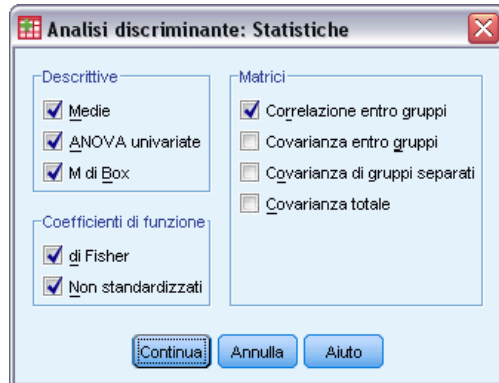 Analisi discriminante: Statistiche
Descrittive
Medie
ANOVA univariate
M di Box
Coefficienti di funzione
di Fisher
Non standardizzati
Matrici
Correlazione entro gruppi
Covarianza entro gruppi
Covarianza di gruppi separati
Covarianza totale
Continua
Annulla
Aiuto